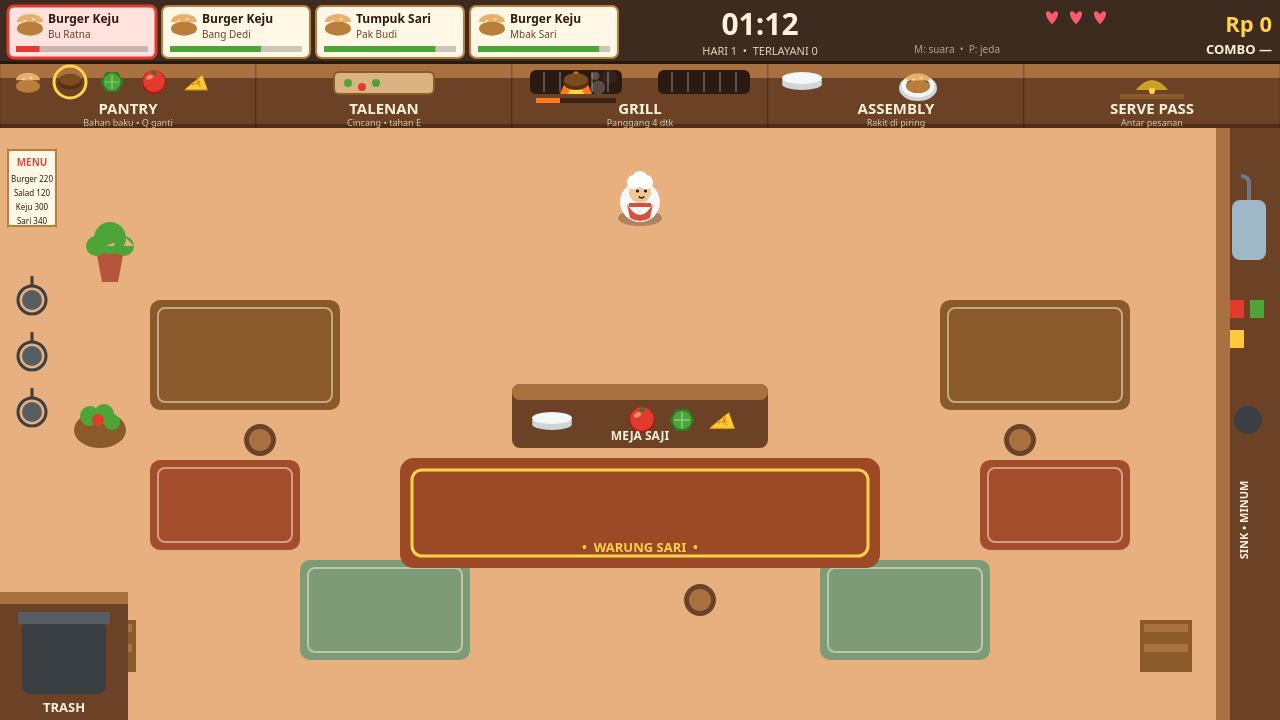 Burger Keju
Bu Ratna
Burger Keju
Bang Dedi
Tumpuk Sari
Pak Budi
Burger Keju
Mbak Sari
01:12
HARI 1 • TERLAYANI 0
M: suara • P: jeda
Rp 0
COMBO —
PANTRY
Bahan baku • Q ganti
TALENAN
Cincang • tahan E
GRILL
Panggang 4 dtk
ASSEMBLY
Rakit di piring
SERVE PASS
Antar pesanan
MENU
Burger 220
Salad 120
Keju 300
Sari 340
MEJA SAJI
• WARUNG SARI •
SINK • MINUM
TRASH